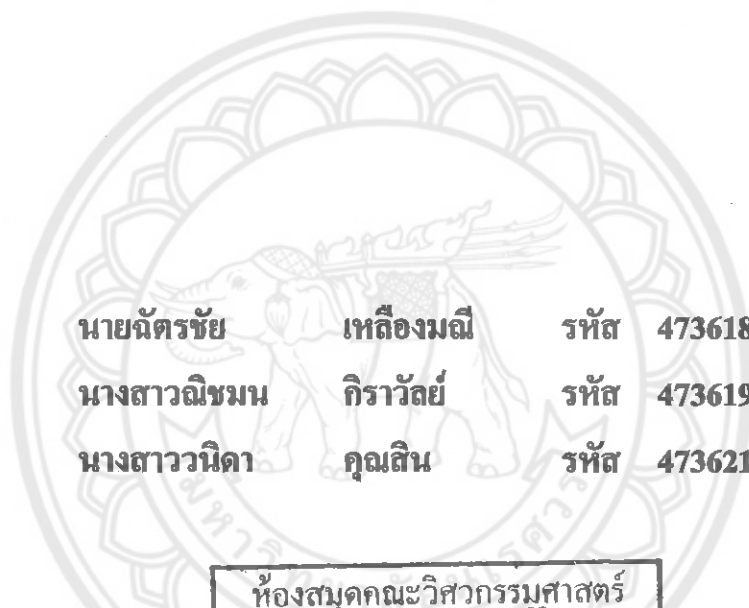 นายฉัตรชัย เหลืองมณี รหัส 473618
นางสาวณิชมน กิราวัลย์ รหัส 473619
นางสาววนิดา คุณสิน รหัส 473621
ห้องสมุดคณะวิศวกรรมศาสตร์